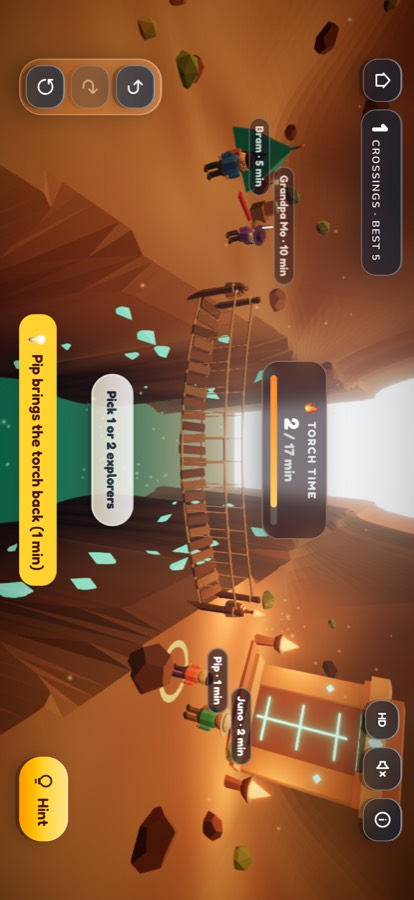 1 CROSSINGS · BEST 5
HD
🔥 TORCH TIME
2 / 17 min
Grandpa Mo · 10 min
Bram · 5 min
Juno · 2 min
Pip · 1 min
Pick 1 or 2 explorers
💡 Pip brings the torch back (1 min)
Hint